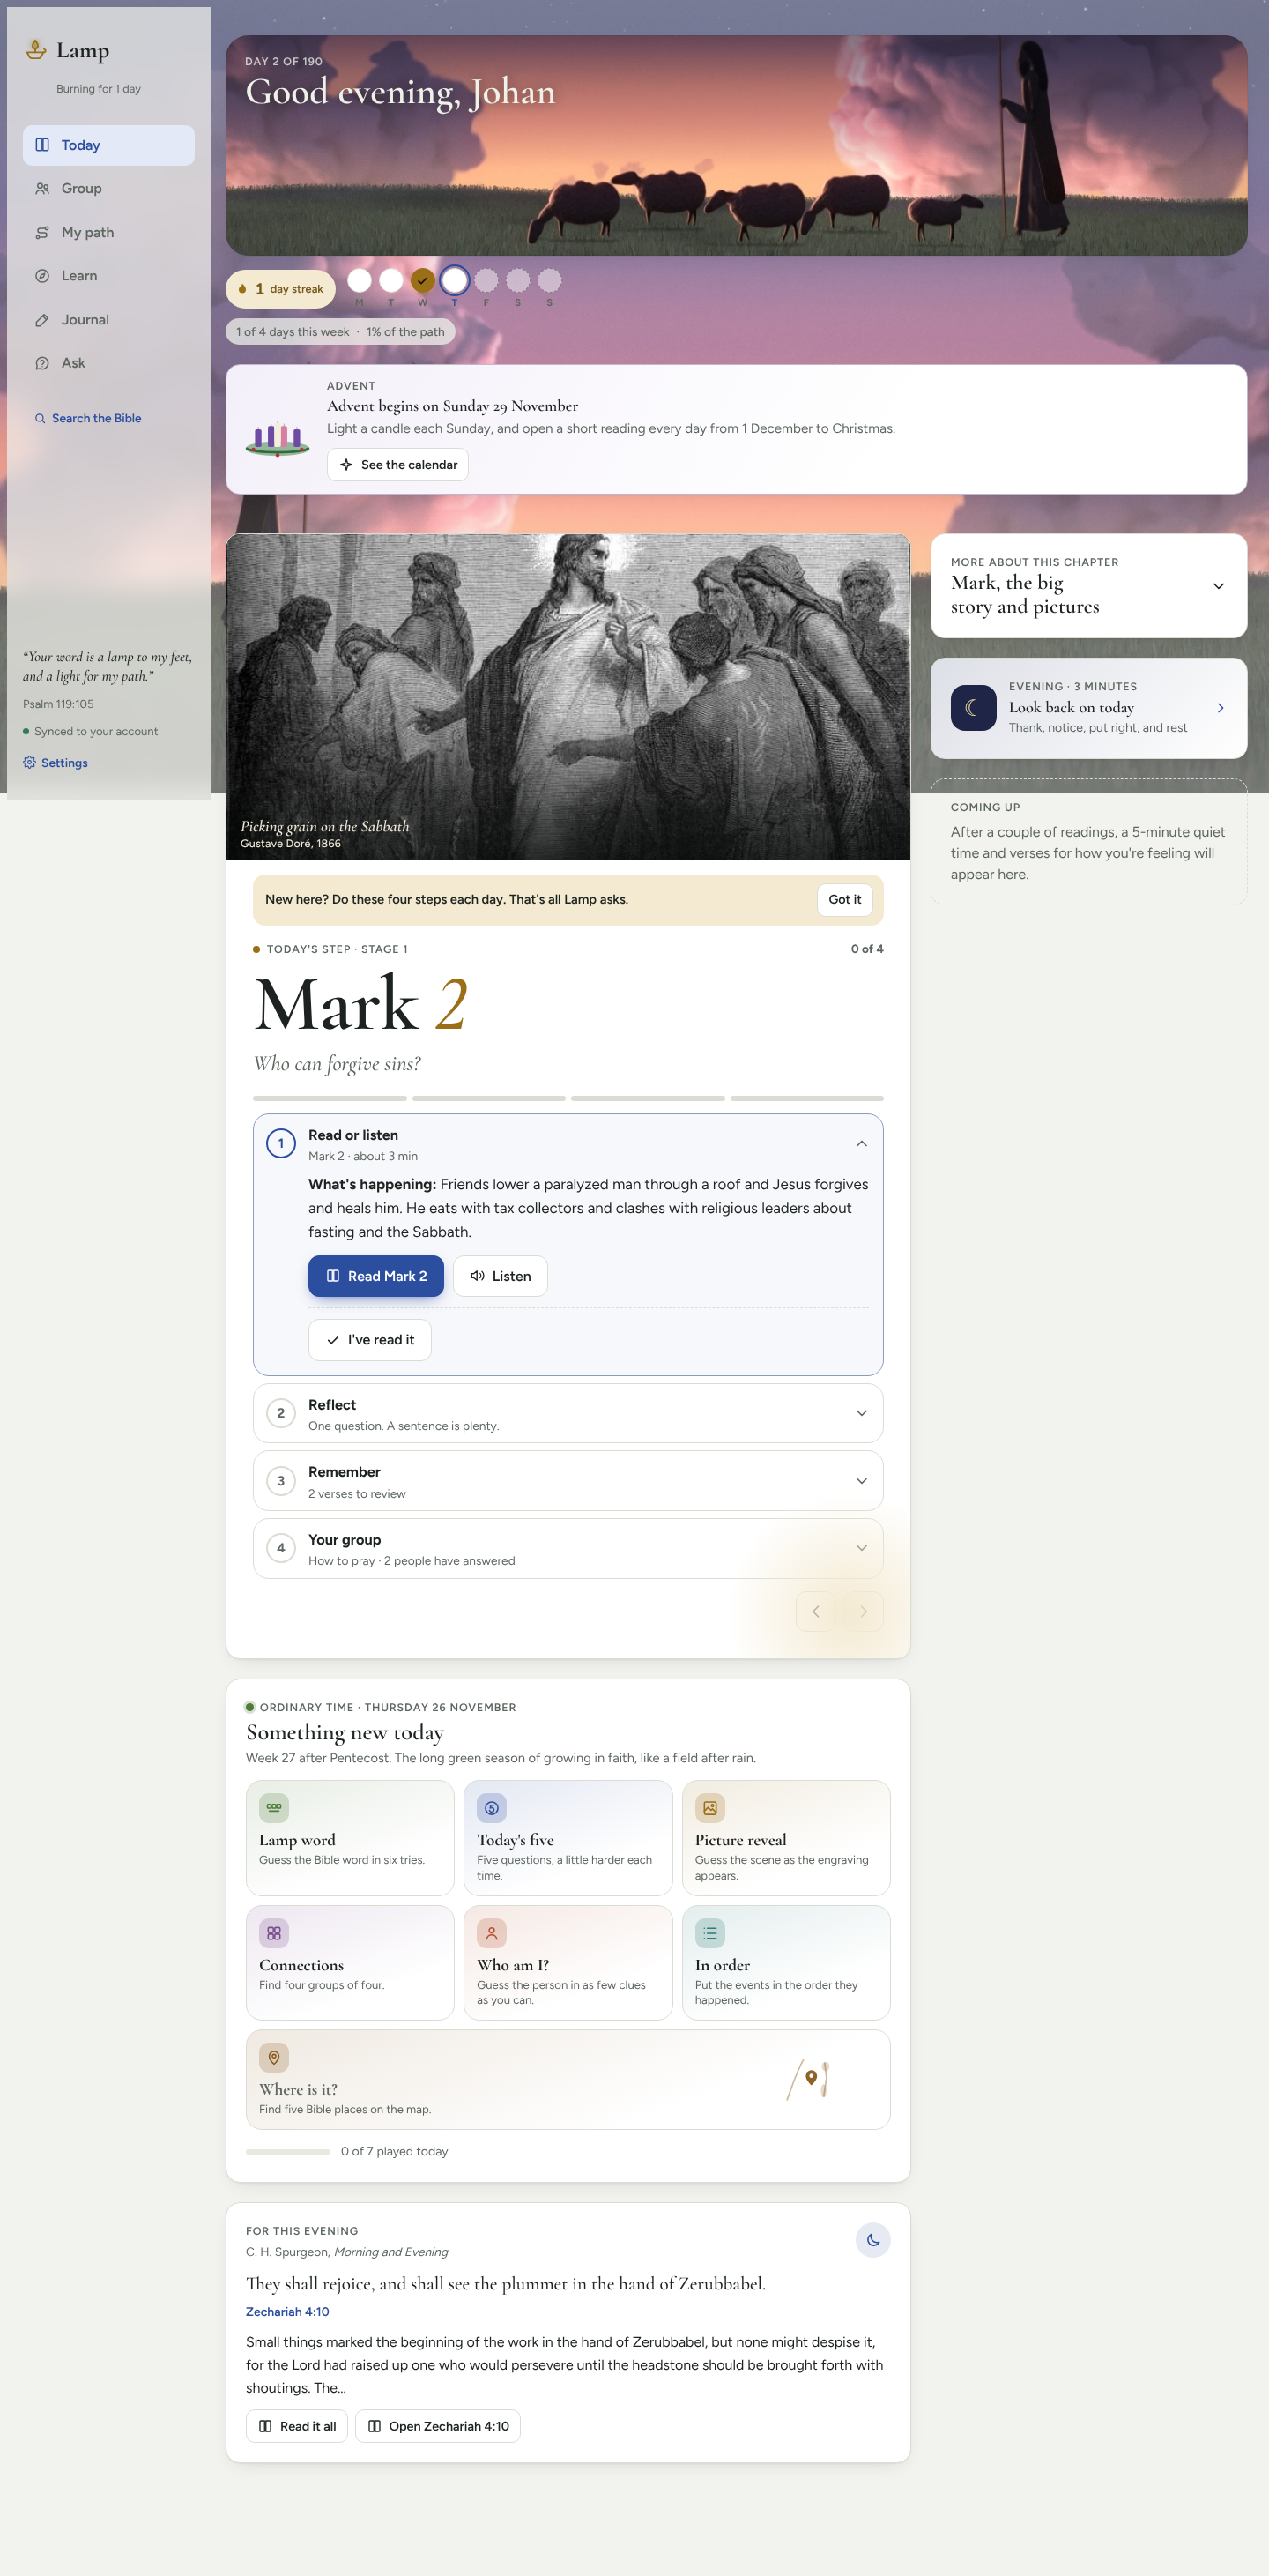 Lamp
Burning for 1 day
Today
Group
My path
Learn
Journal
Ask
Search the Bible
“Your word is a lamp to my feet,
and a light for my path.”
Psalm 119:105
Synced to your account
Settings
DAY 2 OF 190
Good evening, Johan
1 day streak
M T W T F S S
1 of 4 days this week · 1% of the path
ADVENT
Advent begins on Sunday 29 November
Light a candle each Sunday, and open a short reading every day from 1 December to Christmas.
See the calendar
Picking grain on the Sabbath
Gustave Doré, 1866
New here? Do these four steps each day. That's all Lamp asks.
Got it
TODAY'S STEP · STAGE 1
0 of 4
Mark 2
Who can forgive sins?
1
Read or listen
Mark 2 · about 3 min
What's happening: Friends lower a paralyzed man through a roof and Jesus forgives
and heals him. He eats with tax collectors and clashes with religious leaders about
fasting and the Sabbath.
Read Mark 2
Listen
I've read it
2
Reflect
One question. A sentence is plenty.
3
Remember
2 verses to review
4
Your group
How to pray · 2 people have answered
MORE ABOUT THIS CHAPTER
Mark, the big
story and pictures
EVENING · 3 MINUTES
Look back on today
Thank, notice, put right, and rest
COMING UP
After a couple of readings, a 5-minute quiet
time and verses for how you're feeling will
appear here.
ORDINARY TIME · THURSDAY 26 NOVEMBER
Something new today
Week 27 after Pentecost. The long green season of growing in faith, like a field after rain.
Lamp word
Guess the Bible word in six tries.
5
Today's five
Five questions, a little harder each
time.
Picture reveal
Guess the scene as the engraving
appears.
Connections
Find four groups of four.
Who am I?
Guess the person in as few clues
as you can.
In order
Put the events in the order they
happened.
Where is it?
Find five Bible places on the map.
0 of 7 played today
FOR THIS EVENING
C. H. Spurgeon, Morning and Evening
They shall rejoice, and shall see the plummet in the hand of Zerubbabel.
Zechariah 4:10
Small things marked the beginning of the work in the hand of Zerubbabel, but none might despise it,
for the Lord had raised up one who would persevere until the headstone should be brought forth with
shoutings. The…
Read it all
Open Zechariah 4:10